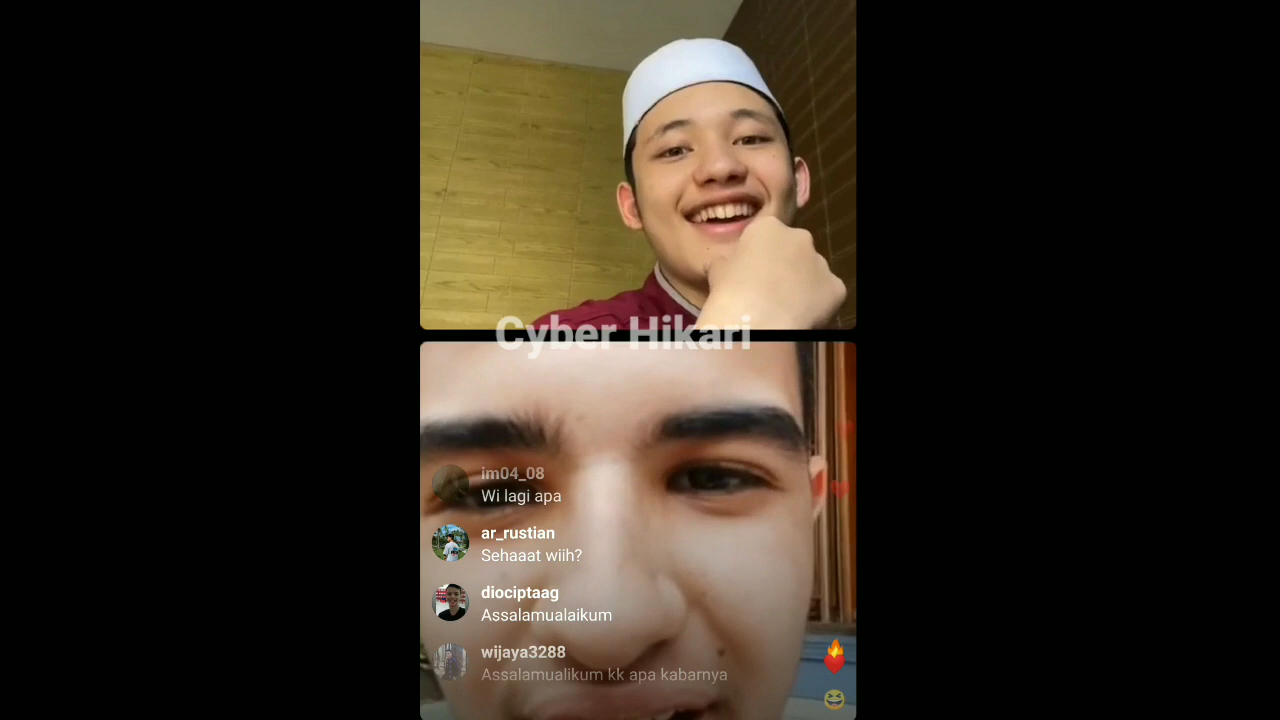 Cyber Hikari
im04_08
Wi lagi apa
ar_rustian
Sehaaat wiih?
diociptaag
Assalamualaikum
wijaya3288
Assalamualikum kk apa kabarnya